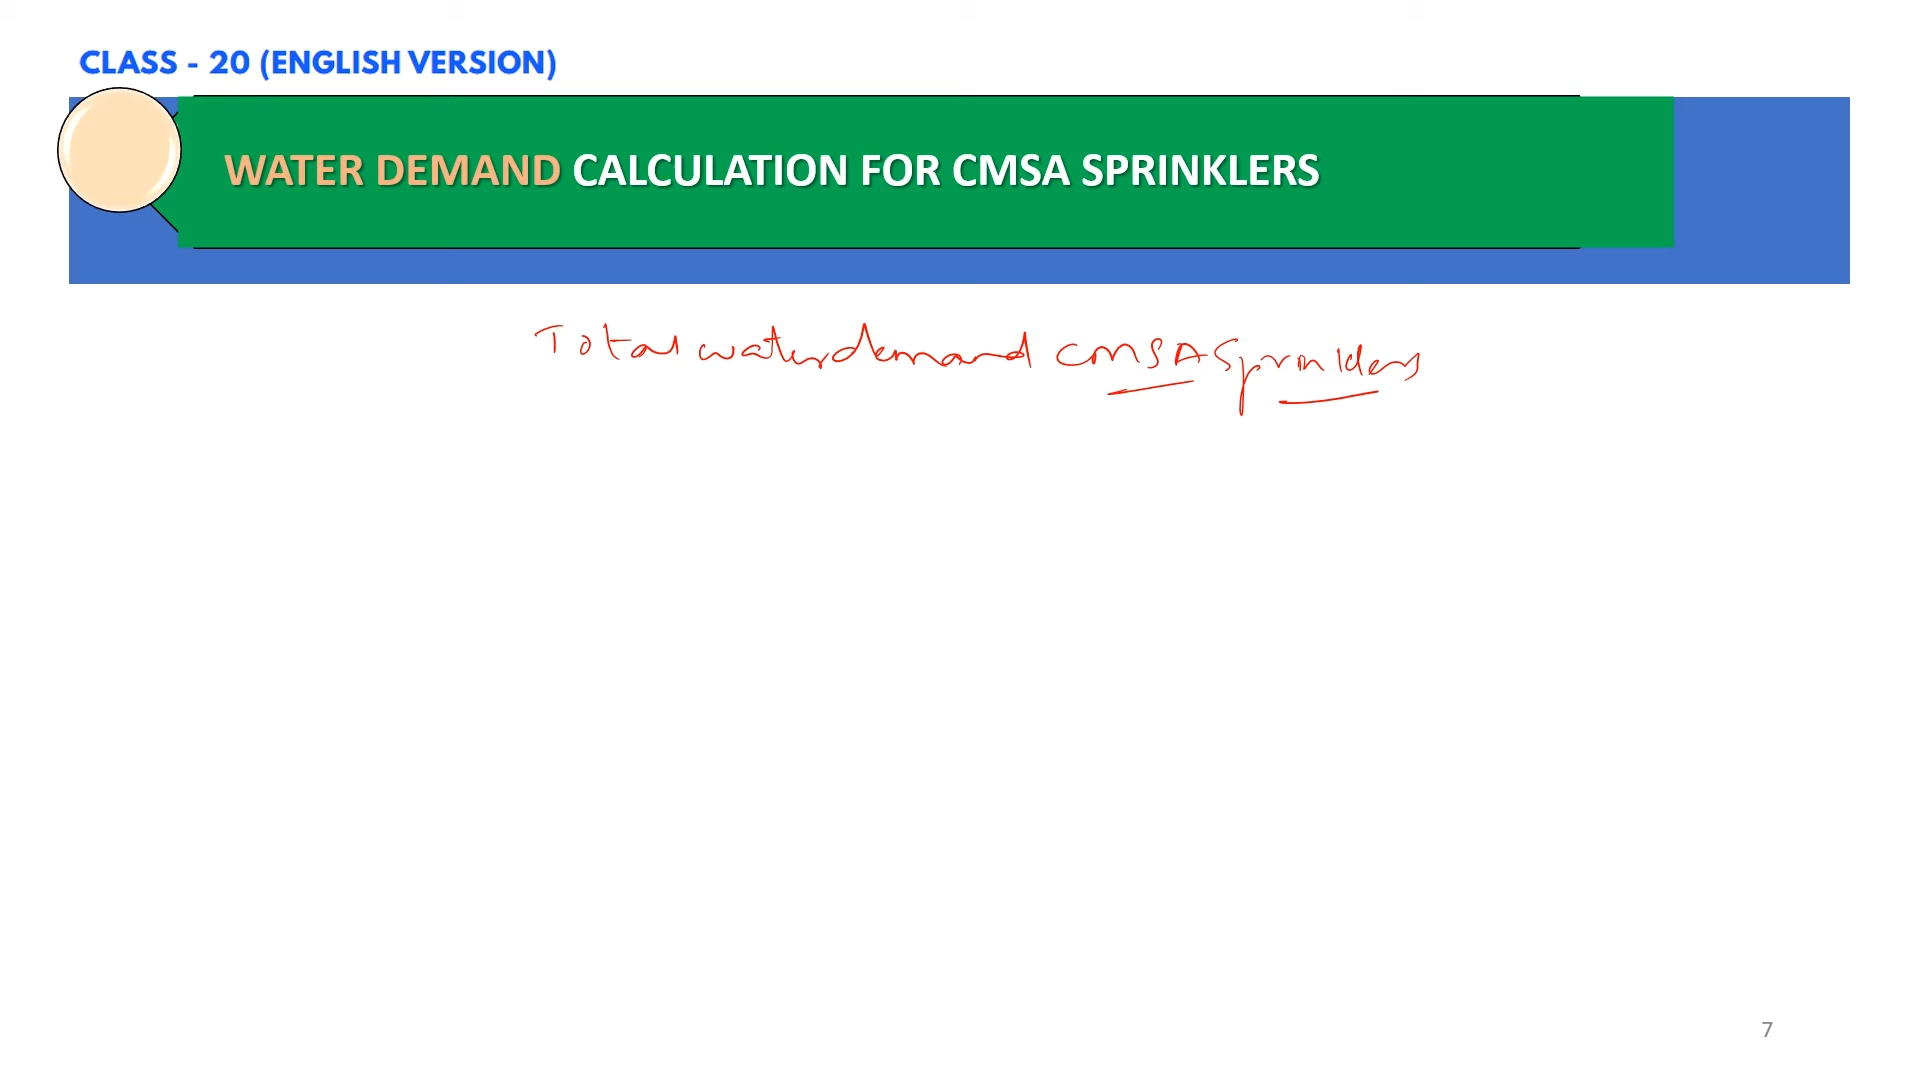 CLASS - 20 (ENGLISH VERSION)
WATER DEMAND CALCULATION FOR CMSA SPRINKLERS
Total water demand CMSA Sprinklers
7